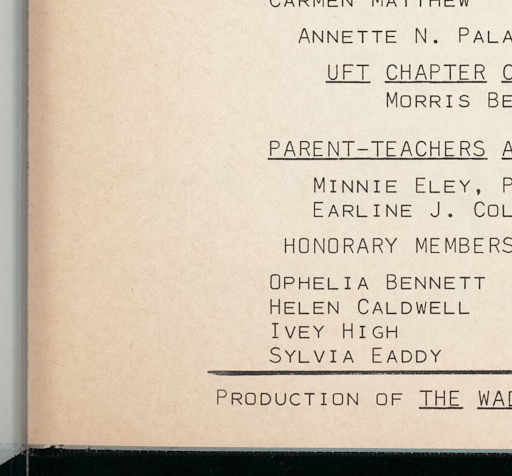 CARMEN MATTHEW
ANNETTE N. PALA
UFT CHAPTER
MORRIS BE
PARENT-TEACHERS A
MINNIE ELEY, P
EARLINE J. COL
HONORARY MEMBERS
OPHELIA BENNETT
HELEN CALDWELL
IVEY HIGH
SYLVIA EADDY
PRODUCTION OF THE WAD